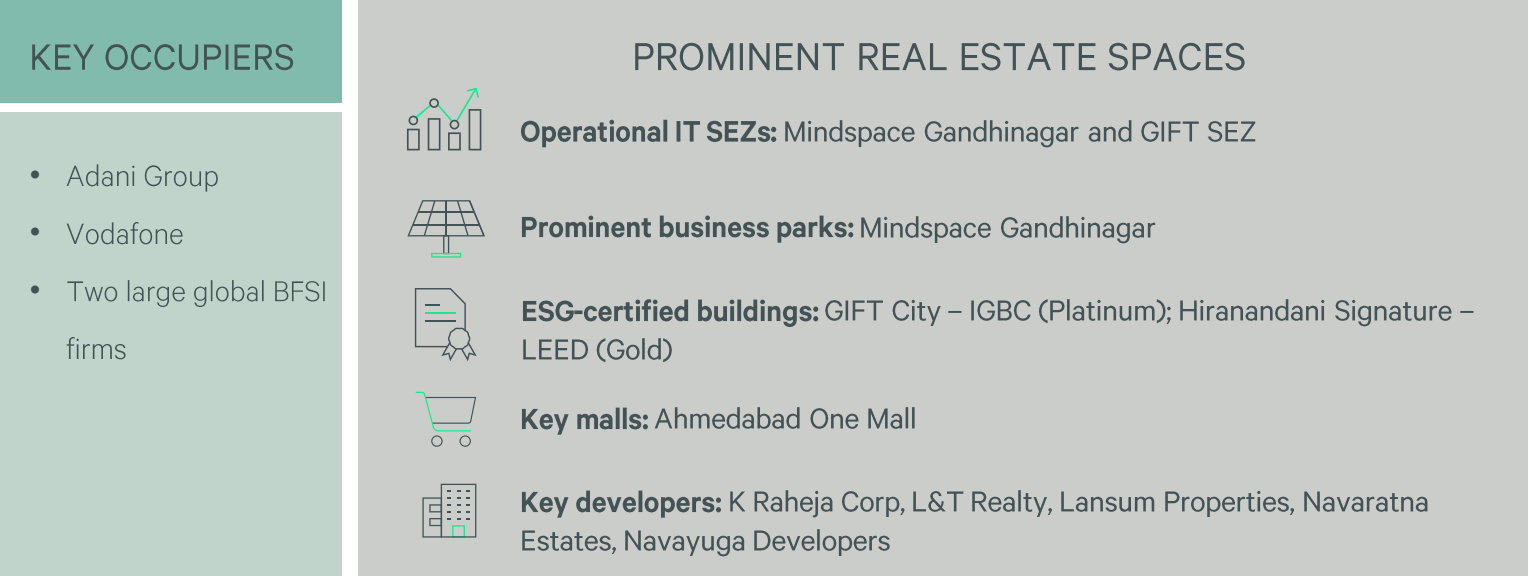 KEY OCCUPIERS
• Adani Group
• Vodafone
• Two large global BFSI
firms
PROMINENT REAL ESTATE SPACES
Operational IT SEZs: Mindspace Gandhinagar and GIFT SEZ
Prominent business parks: Mindspace Gandhinagar
ESG-certified buildings: GIFT City – IGBC (Platinum); Hiranandani Signature –
LEED (Gold)
Key malls: Ahmedabad One Mall
Key developers: K Raheja Corp, L&T Realty, Lansum Properties, Navaratna
Estates, Navayuga Developers